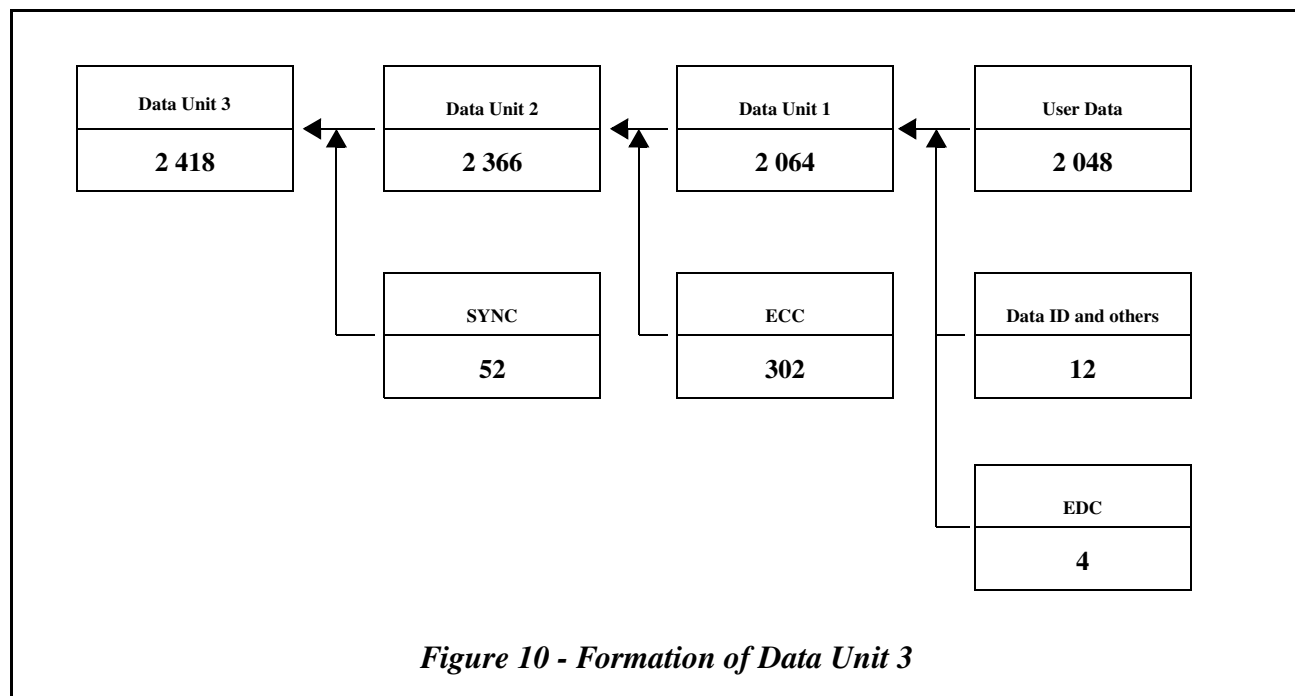 Data Unit 3
2 418
Data Unit 2
2 366
Data Unit 1
2 064
User Data
2 048
SYNC
52
ECC
302
Data ID and others
12
EDC
4
Figure 10 - Formation of Data Unit 3